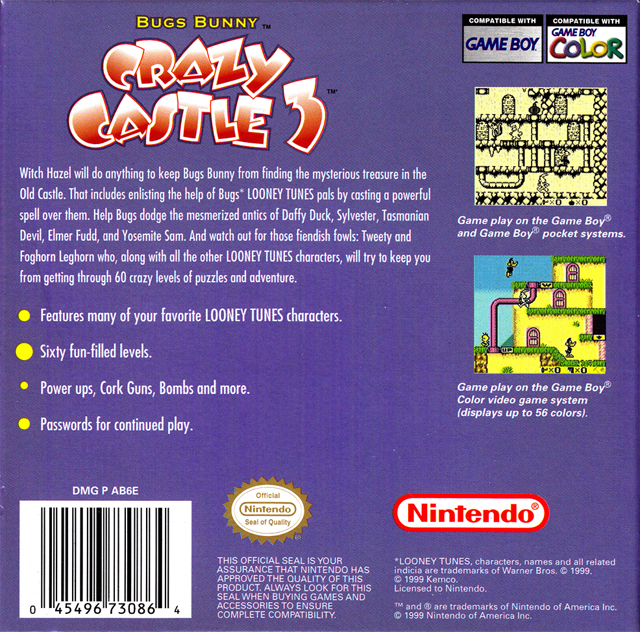 BUGS BUNNY™
CRAZY
CASTLE 3™
COMPATIBLE WITH
GAME BOY
COMPATIBLE WITH
GAME BOY
COLOR
Witch Hazel will do anything to keep Bugs Bunny from finding the mysterious treasure in the
Old Castle. That includes enlisting the help of Bugs* LOONEY TUNES pals by casting a powerful
spell over them. Help Bugs dodge the mesmerized antics of Daffy Duck, Sylvester, Tasmanian
Devil, Elmer Fudd, and Yosemite Sam. And watch out for those fiendish fowls: Tweety and
Foghorn Leghorn who, along with all the other LOONEY TUNES characters, will try to keep you
from getting through 60 crazy levels of puzzles and adventure.
Game play on the Game Boy®
and Game Boy® pocket systems.
Features many of your favorite LOONEY TUNES characters.
Sixty fun-filled levels.
Power ups, Cork Guns, Bombs and more.
Passwords for continued play.
Game play on the Game Boy®
Color video game system
(displays up to 56 colors).
DMG P AB6E
0 45496 73086 4
Official
Nintendo
Seal of Quality
THIS OFFICIAL SEAL IS YOUR
ASSURANCE THAT NINTENDO HAS
APPROVED THE QUALITY OF THIS
PRODUCT. ALWAYS LOOK FOR THIS
SEAL WHEN BUYING GAMES AND
ACCESSORIES TO ENSURE
COMPLETE COMPATIBILITY.
Nintendo®
*LOONEY TUNES, characters, names and all related
indicia are trademarks of Warner Bros. © 1999.
© 1999 Kemco.
Licensed to Nintendo.
™ and ® are trademarks of Nintendo of America Inc.
© 1999 Nintendo of America Inc.